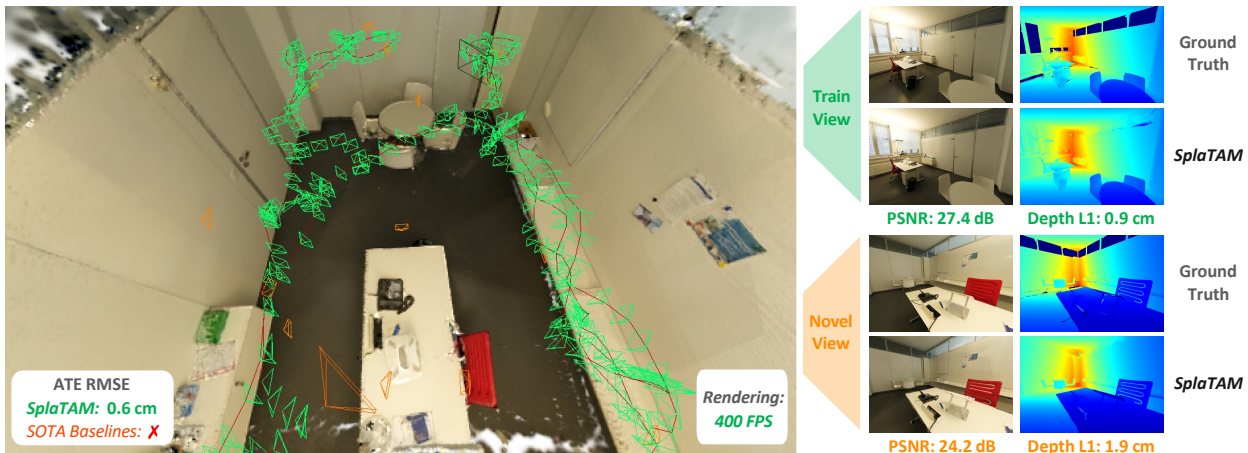 ATE RMSE
SplaTAM: 0.6 cm
SOTA Baselines: ✗
Rendering:
400 FPS
Train
View
Ground
Truth
SplaTAM
PSNR: 27.4 dB
Depth L1: 0.9 cm
Novel
View
Ground
Truth
SplaTAM
PSNR: 24.2 dB
Depth L1: 1.9 cm